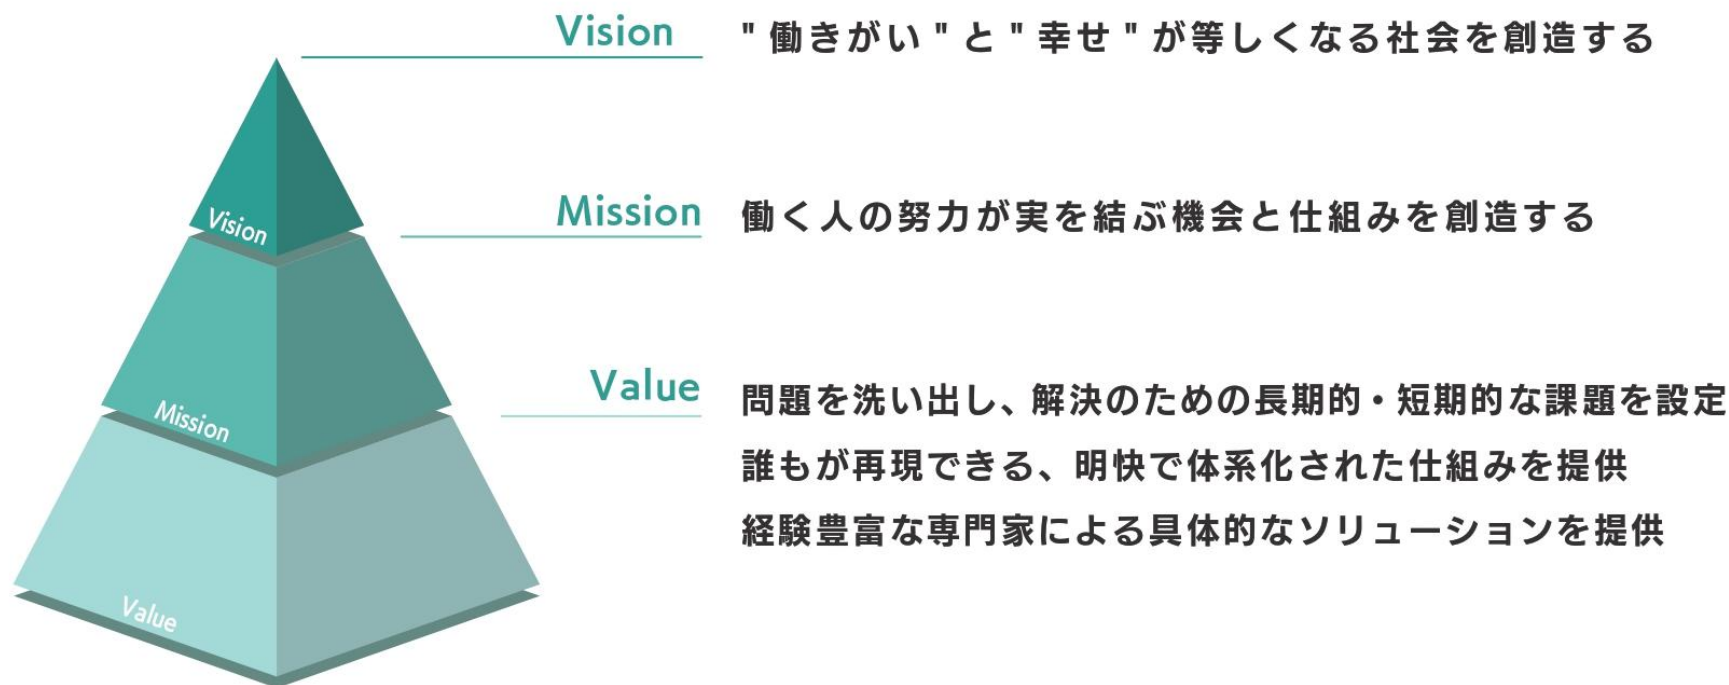 Vision
"働きがい"と"幸せ"が等しくなる社会を創造する
Mission
働く人の努力が実を結ぶ機会と仕組みを創造する
Value
問題を洗い出し、解決のための長期的・短期的な課題を設定
誰もが再現できる、明快で体系化された仕組みを提供
経験豊富な専門家による具体的なソリューションを提供
Vision
Mission
Value